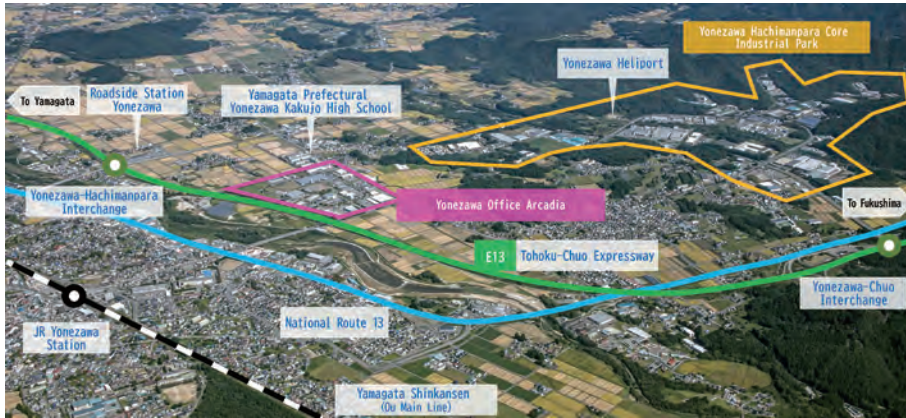 Yonezawa Hachimanpara Core
Industrial Park
Yonezawa Heliport
To Yamagata
Roadside Station
Yonezawa
Yamagata Prefectural
Yonezawa Kakujo High School
Yonezawa-Hachimanpara
Interchange
Yonezawa Office Arcadia
To Fukushima
E13
Tohoku-Chuo Expressway
Yonezawa-Chuo
Interchange
National Route 13
JR Yonezawa
Station
Yamagata Shinkansen
(Ou Main Line)